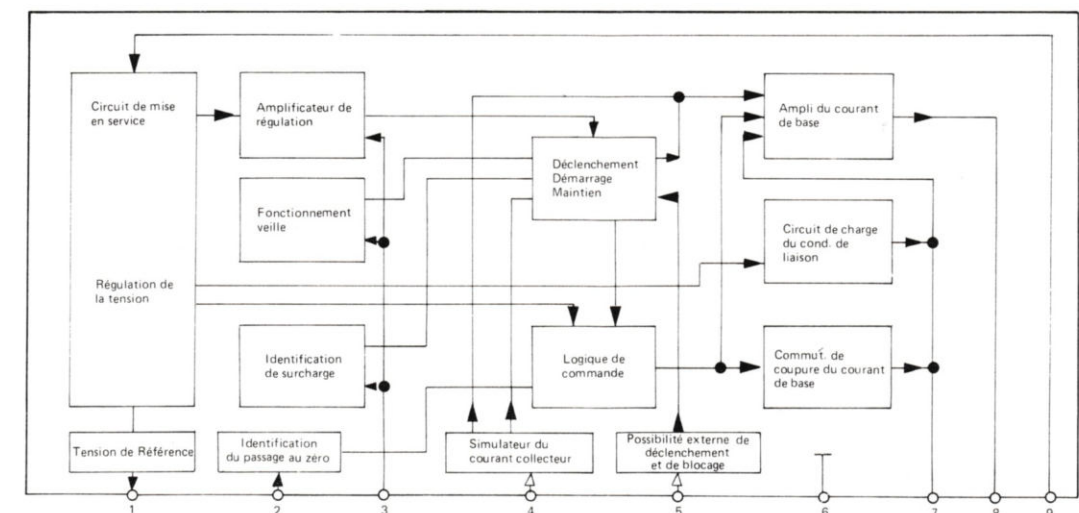 Circuit de mise
en service
Régulation de
la tension
Amplificateur de
régulation
Fonctionnement
veille
Identification
de surcharge
Déclenchement
Démarrage
Maintien
Logique de
commande
Ampli du courant
de base
Circuit de charge
du cond. de
liaison
Commut. de
coupure du courant
de base
Tension de Référence
Identification
du passage au zéro
Simulateur du
courant collecteur
Possibilité externe de
déclenchement
et de blocage
1 2 3 4 5 6 7 8 9